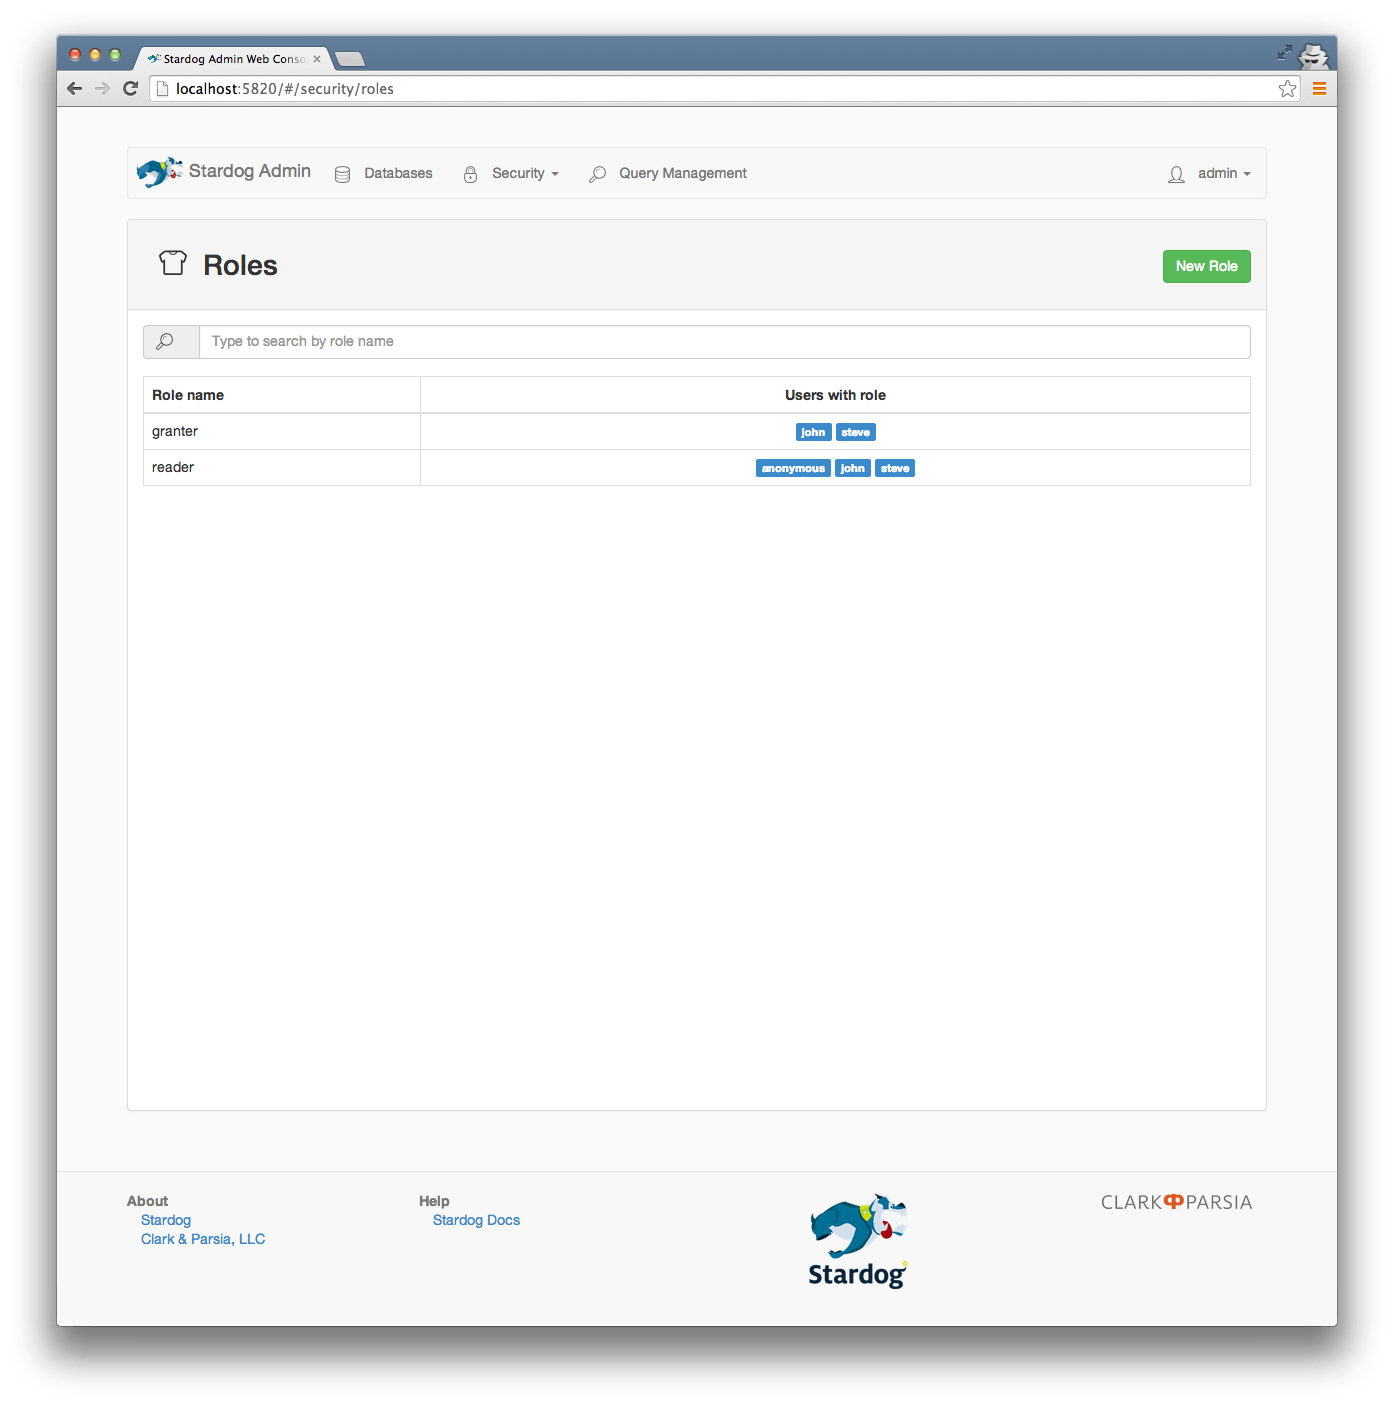 Stardog Admin Web Conso
localhost:5820/#/security/roles
Stardog Admin Databases Security Query Management admin
Roles New Role
Type to search by role name
Role name Users with role
granter john steve
reader anonymous john steve
About Help CLARK PARSIA
Stardog Stardog Docs
Clark & Parsia, LLC
Stardog